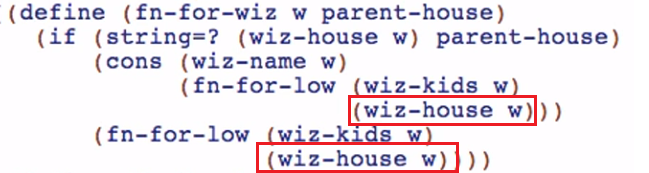 (define (fn-for-wiz w parent-house)
(if (string=? (wiz-house w) parent-house)
(cons (wiz-name w)
(fn-for-low (wiz-kids w)
(wiz-house w)))
(fn-for-low (wiz-kids w)
(wiz-house w))))